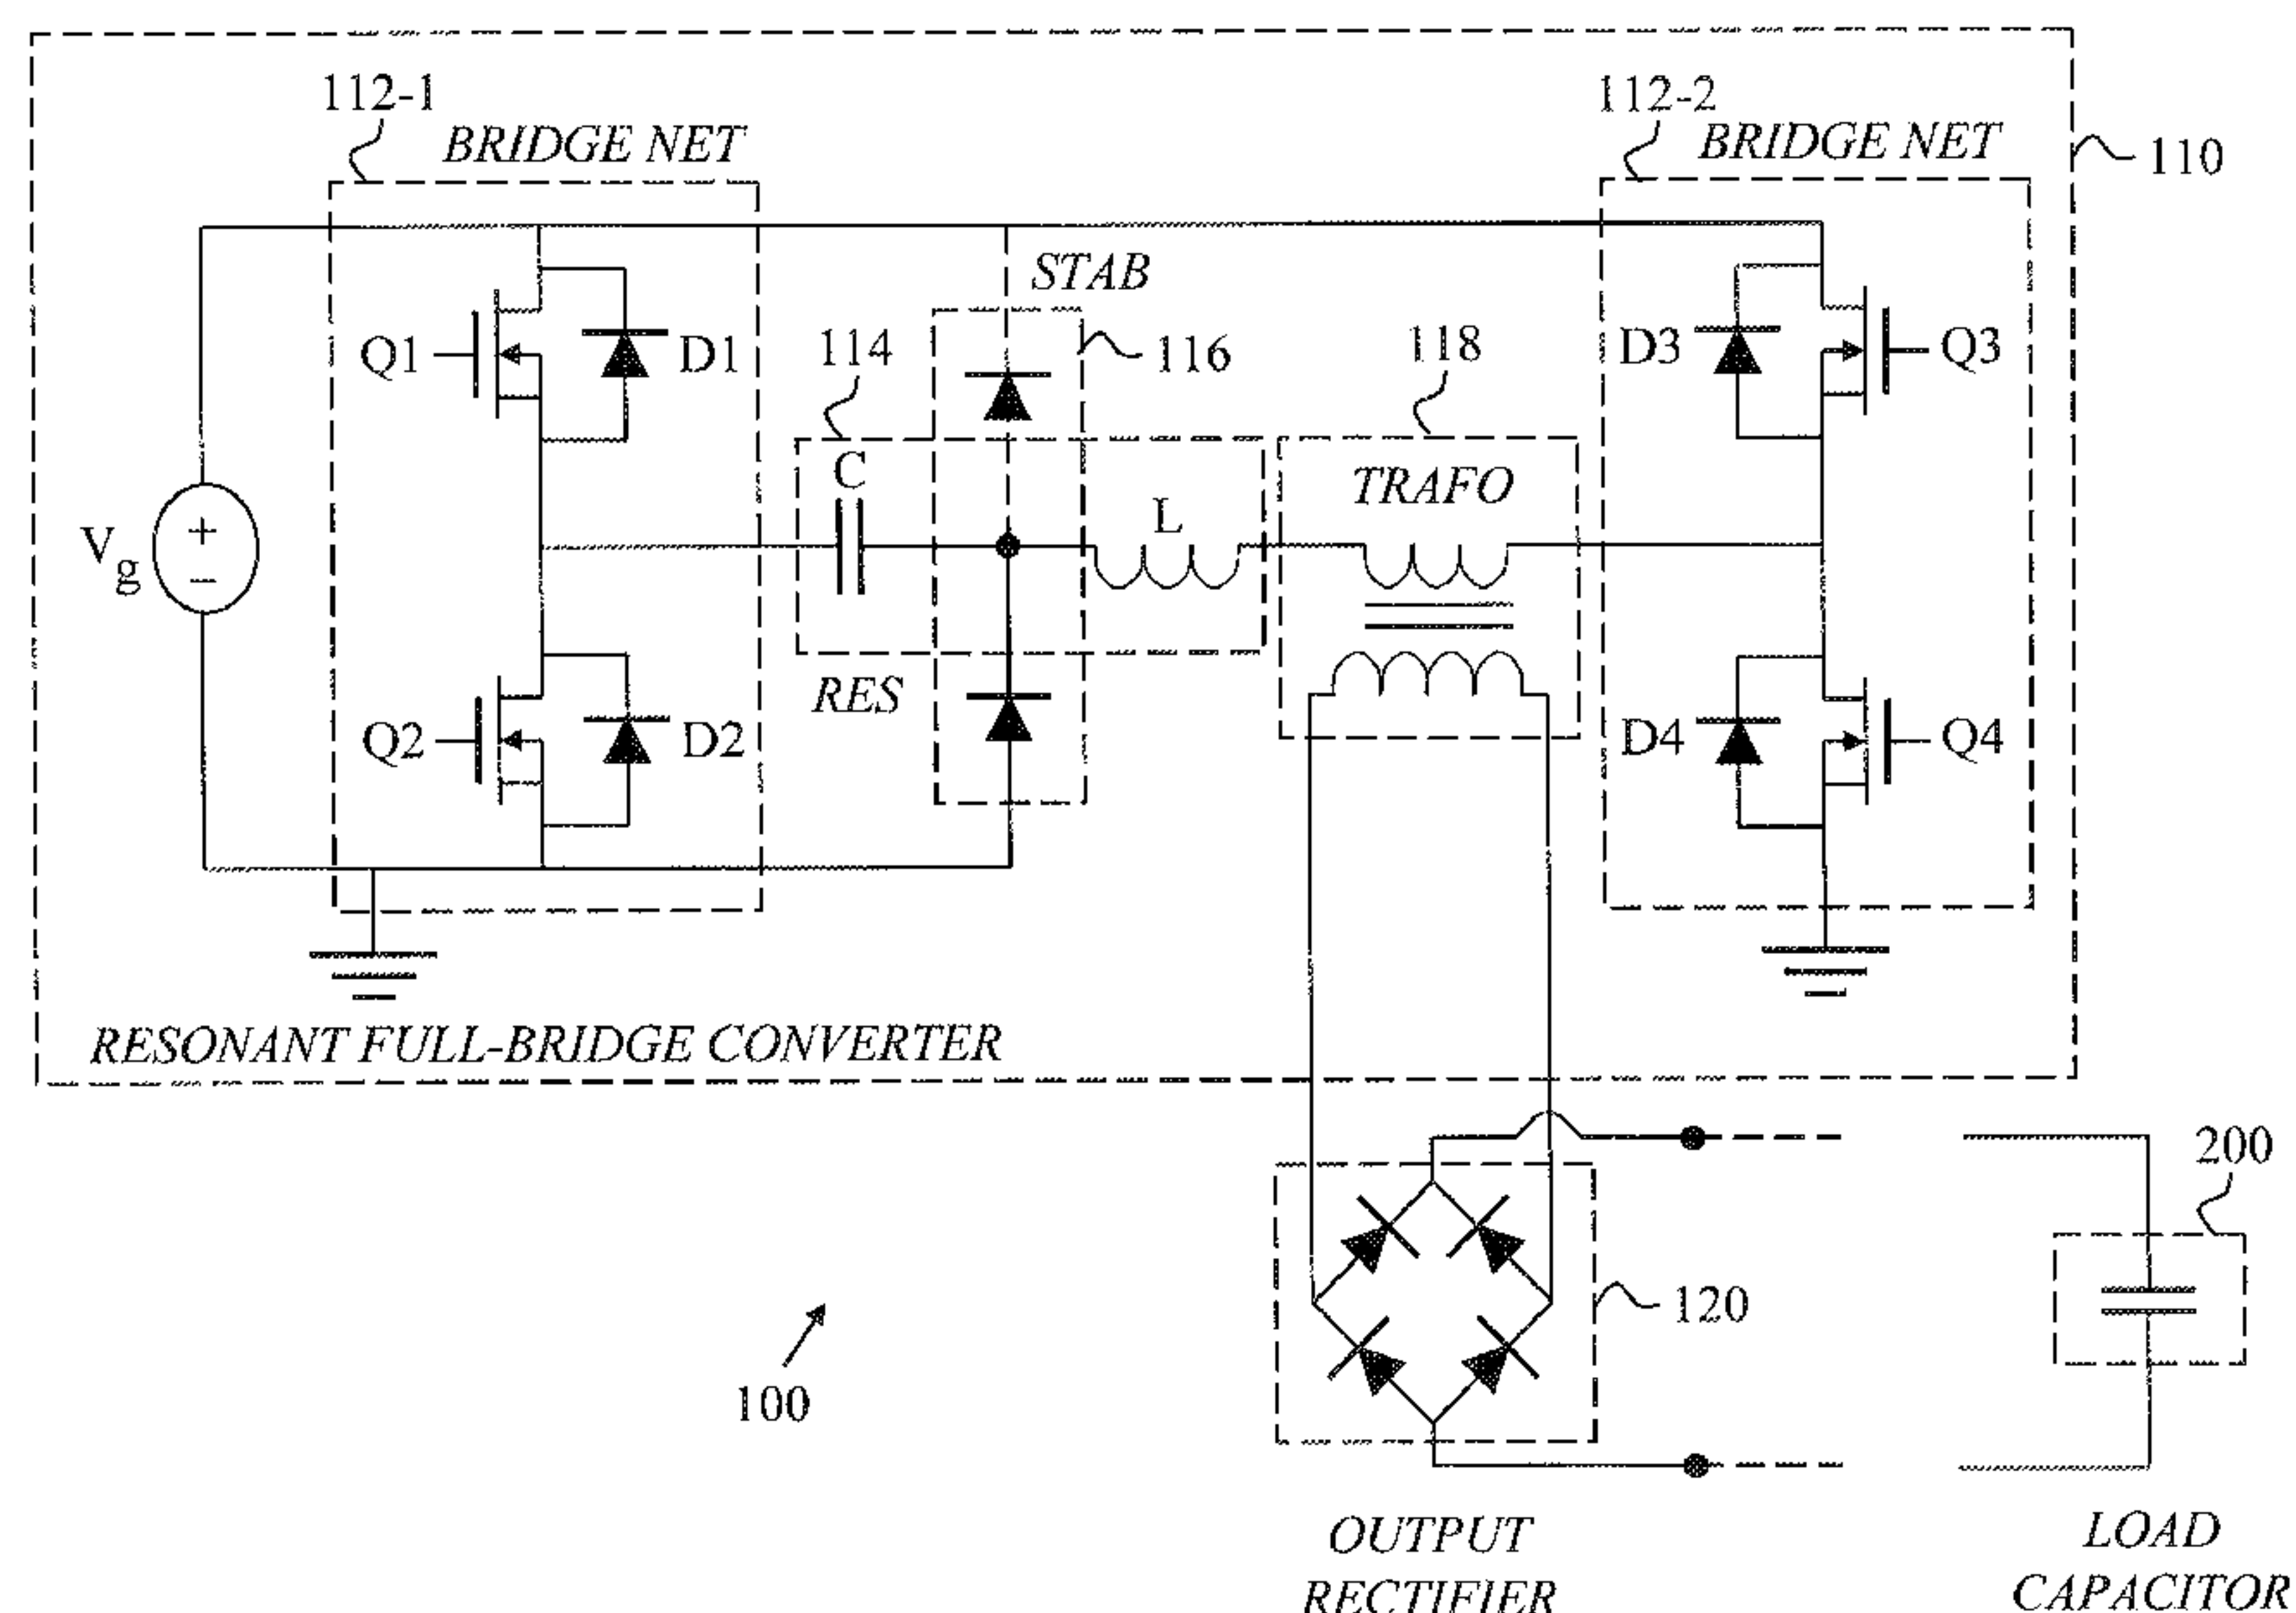 112-1
BRIDGE NET
112-2
BRIDGE NET
110
STAB
Q1
D1
114
116
118
D3
Q3
C
TRAFO
L
Vg
+
−
RES
Q2
D2
D4
Q4
RESONANT FULL-BRIDGE CONVERTER
200
120
100
OUTPUT
RECTIFIER
LOAD
CAPACITOR